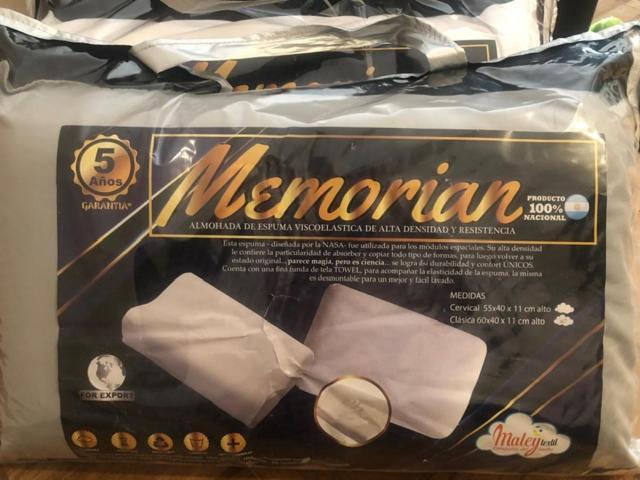 5
Años
GARANTIA*
Memorian
PRODUCTO
100%
NACIONAL
ALMOHADA DE ESPUMA VISCOELASTICA DE ALTA DENSIDAD Y RESISTENCIA
Esta espuma - diseñada por la NASA- fue utilizada para los módulos espaciales. Su alta densidad
le confiere la particularidad de absorber y copiar todo tipo de formas, para luego volver a su
estado original... parece magia, pero es ciencia... se logra así durabilidad y confort ÚNICOS.
Cuenta con una fina funda de tela TOWEL, para acompañar la elasticidad de la espuma, la misma
es desmontable para un mejor y fácil lavado.
MEDIDAS
Cervical 55x40 x 11 cm alto
Clásica 60x40 x 11 cm alto
FOR EXPORT
Maley textil